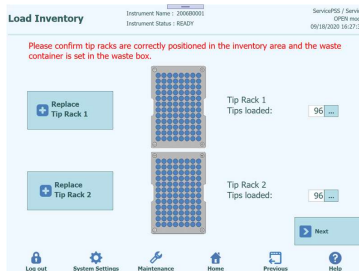 Load Inventory
Instrument Name : 2006B0001
Instrument Status : READY
ServicePSS / Servi
OPEN mod
09/18/2020 16:27:
Please confirm tip racks are correctly positioned in the inventory area and the waste
container is set in the waste box.
Replace
Tip Rack 1
Tip Rack 1
Tips loaded:
96 ...
Replace
Tip Rack 2
Tip Rack 2
Tips loaded:
96 ...
Next
Log out
System Settings
Maintenance
Home
Previous
Help